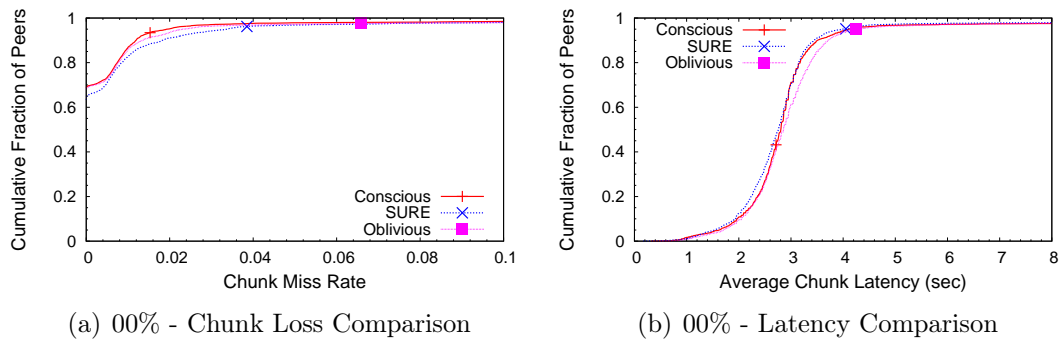 Cumulative Fraction of Peers
1
0.8
0.6
0.4
0.2
0
Conscious
SURE
Oblivious
0 0.02 0.04 0.06 0.08 0.1
Chunk Miss Rate
(a) 00% - Chunk Loss Comparison
Cumulative Fraction of Peers
1
0.8
0.6
0.4
0.2
0
Conscious
SURE
Oblivious
0 1 2 3 4 5 6 7 8
Average Chunk Latency (sec)
(b) 00% - Latency Comparison